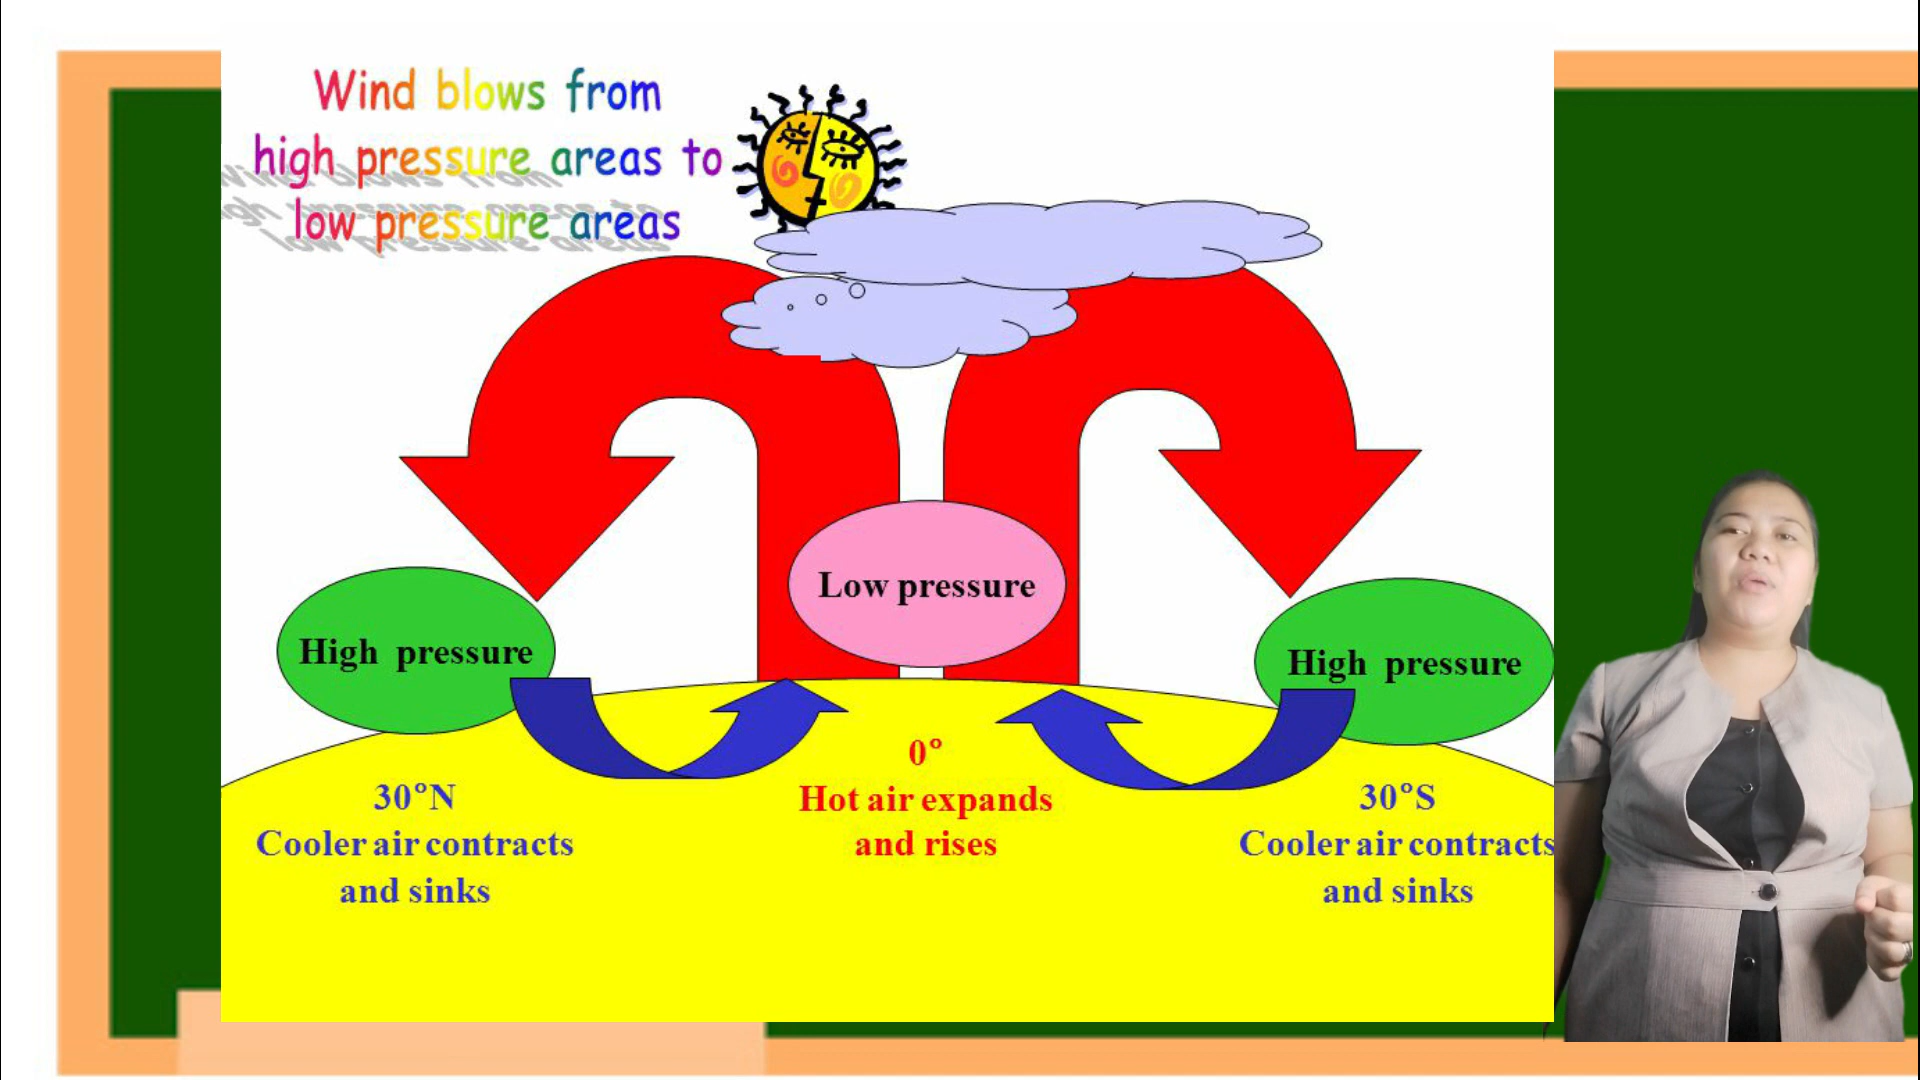 Wind blows from
high pressure areas to
low pressure areas
Low pressure
High pressure
High pressure
0°
Hot air expands
and rises
30°N
Cooler air contracts
and sinks
30°S
Cooler air contracts
and sinks